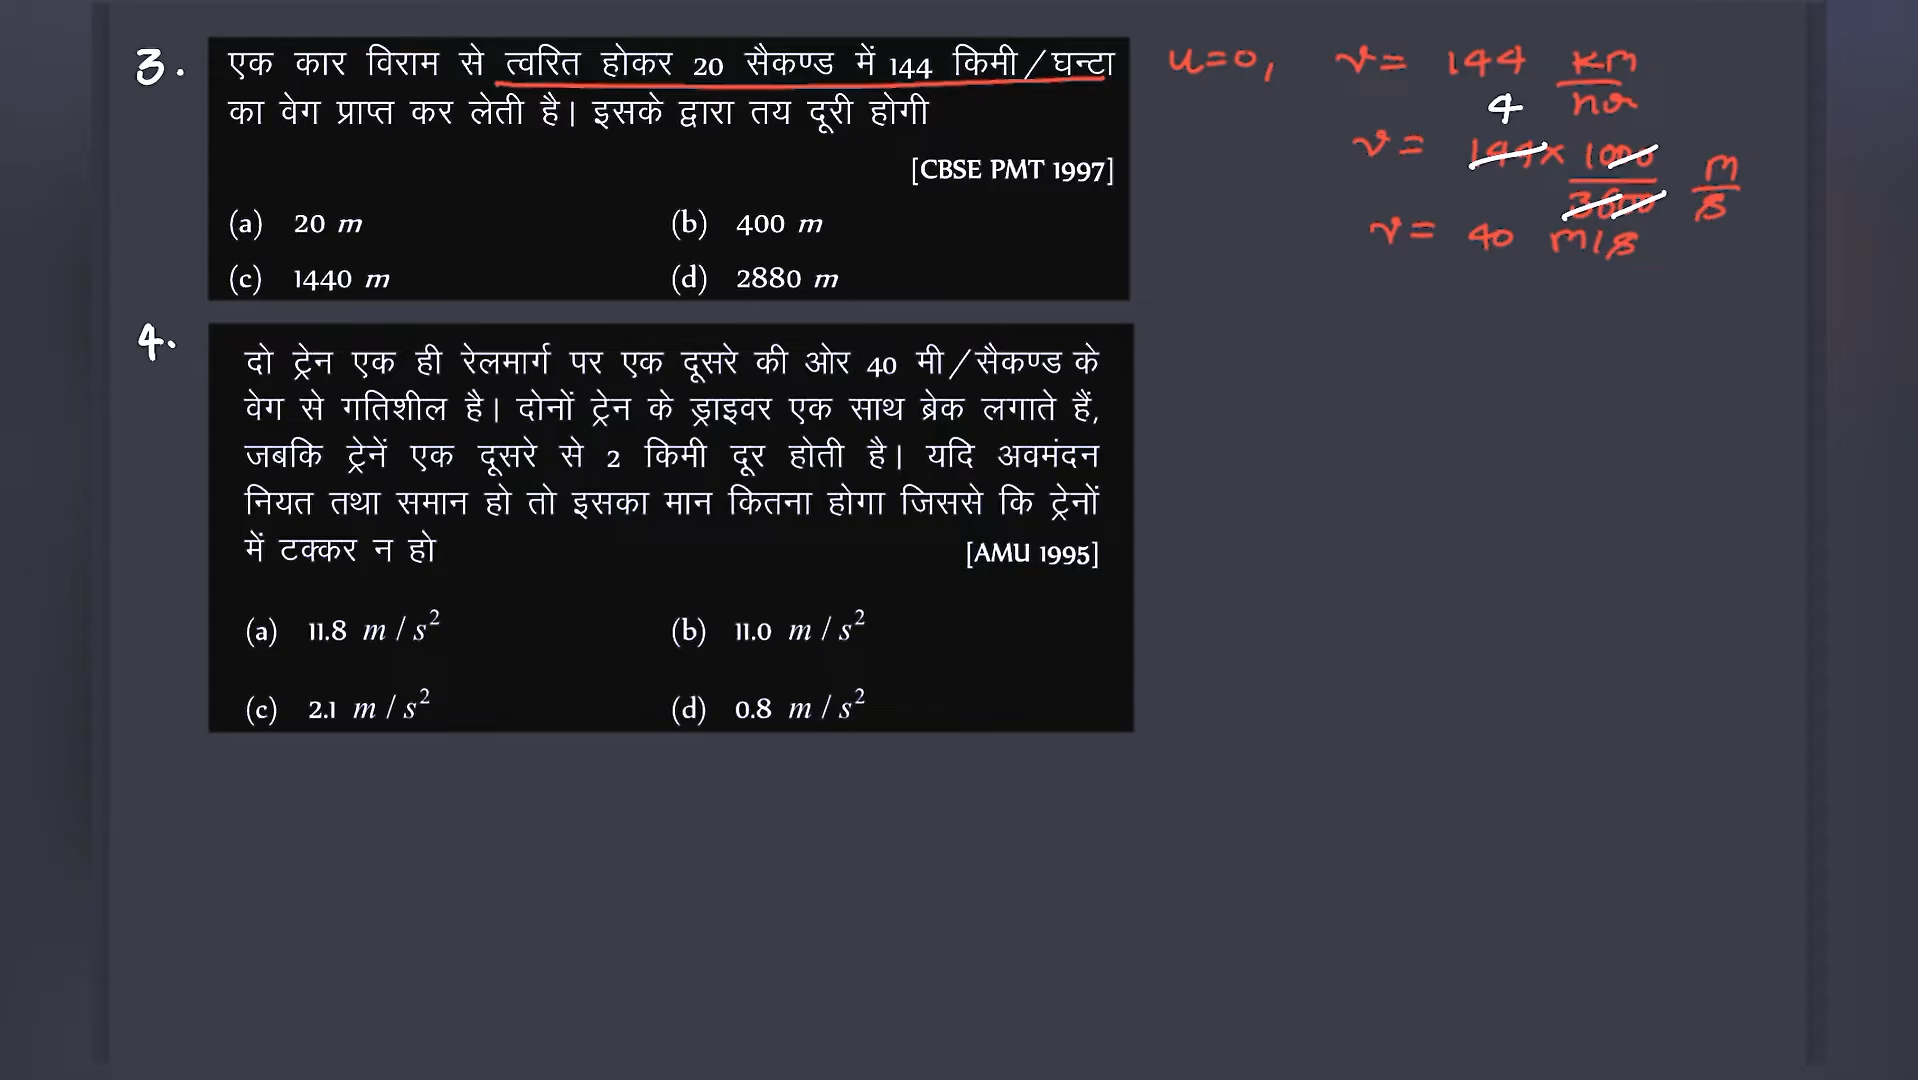 3. एक कार विराम से त्वरित होकर 20 सैकण्ड में 144 किमी/घन्टा
का वेग प्राप्त कर लेती है। इसके द्वारा तय दूरी होगी
[CBSE PMT 1997]
(a) 20 m (b) 400 m
(c) 1440 m (d) 2880 m
u=0, v= 144 km/hr
4
v= 144× 1000/3600 m/s
v= 40 m/s
4. दो ट्रेन एक ही रेलमार्ग पर एक दूसरे की ओर 40 मी/सैकण्ड के
वेग से गतिशील है। दोनों ट्रेन के ड्राइवर एक साथ ब्रेक लगाते हैं,
जबकि ट्रेनें एक दूसरे से 2 किमी दूर होती है। यदि अवमंदन
नियत तथा समान हो तो इसका मान कितना होगा जिससे कि ट्रेनों
में टक्कर न हो [AMU 1995]
(a) 11.8 m / s² (b) 11.0 m / s²
(c) 2.1 m / s² (d) 0.8 m / s²